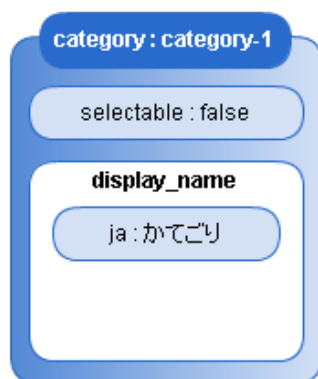 category : category-1
selectable : false
display_name
ja : かてごり